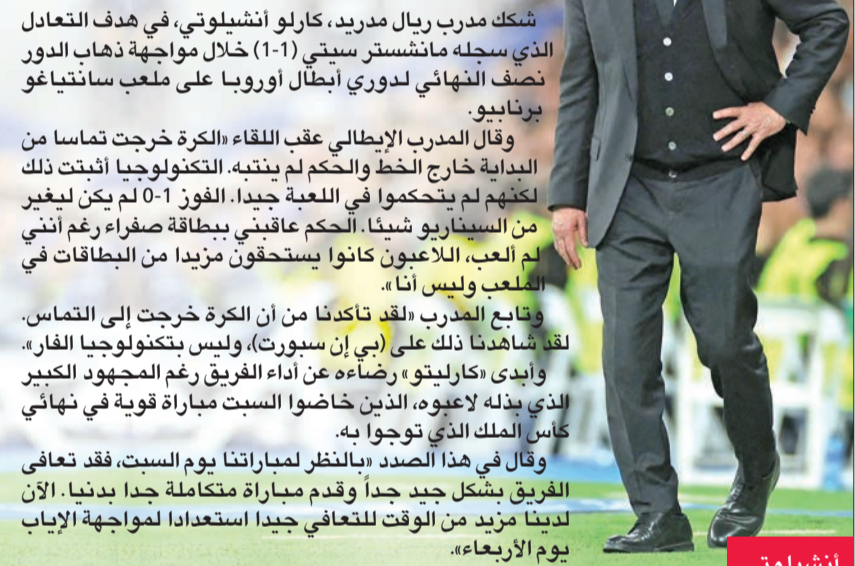 شكك مدرب ريال مدريد، كارلو أنشيلوتي، في هدف التعادل
الذي سجله مانشستر سيتي (1-1) خلال مواجهة ذهاب الدور
نصف النهائي لدوري أبطال أوروبا على ملعب سانتياغو
برنابيو.
وقال المدرب الإيطالي عقب اللقاء «الكرة خرجت تماسا من
البداية خارج الخط والحكم لم ينتبه. التكنولوجيا أثبتت ذلك
لكنهم لم يتحكموا في اللعبة جيدا. الفوز 1-0 لم يكن ليغير
من السيناريو شيئا. الحكم عاقبني ببطاقة صفراء رغم أنني
لم ألعب، اللاعبون كانوا يستحقون مزيدا من البطاقات في
الملعب وليس أنا».
وتابع المدرب «لقد تأكدنا من أن الكرة خرجت إلى التماس.
لقد شاهدنا ذلك على (بي إن سبورت)، وليس بتكنولوجيا الفار».
وأبدى «كارليتو» رضاءه عن أداء الفريق رغم المجهود الكبير
الذي بذله لاعبوه، الذين خاضوا السبت مباراة قوية في نهائي
كأس الملك الذي توجوا به.
وقال في هذا الصدد «بالنظر لمباراتنا يوم السبت، فقد تعافى
الفريق بشكل جيد جداً وقدم مباراة متكاملة جدا بدنيا. الآن
لدينا مزيد من الوقت للتعافي جيدا استعدادا لمواجهة الإياب
يوم الأربعاء».